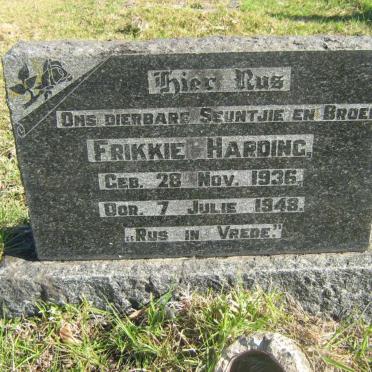 Hier Rus
ONS DIERBARE SEUNTJIE EN BROER
FRIKKIE HARDING,
GEB. 28 NOV. 1936.
OOR. 7 JULIE 1948.
„RUS IN VREDE."